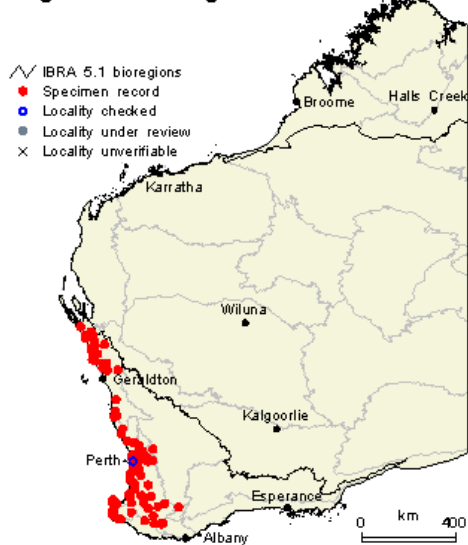 IBRA 5.1 bioregions
Specimen record
Locality checked
Locality under review
Locality unverifiable
Broome
Halls Creek
Karratha
Wiluna
Geraldton
Kalgoorlie
Perth
Esperance
Albany
km
0 400